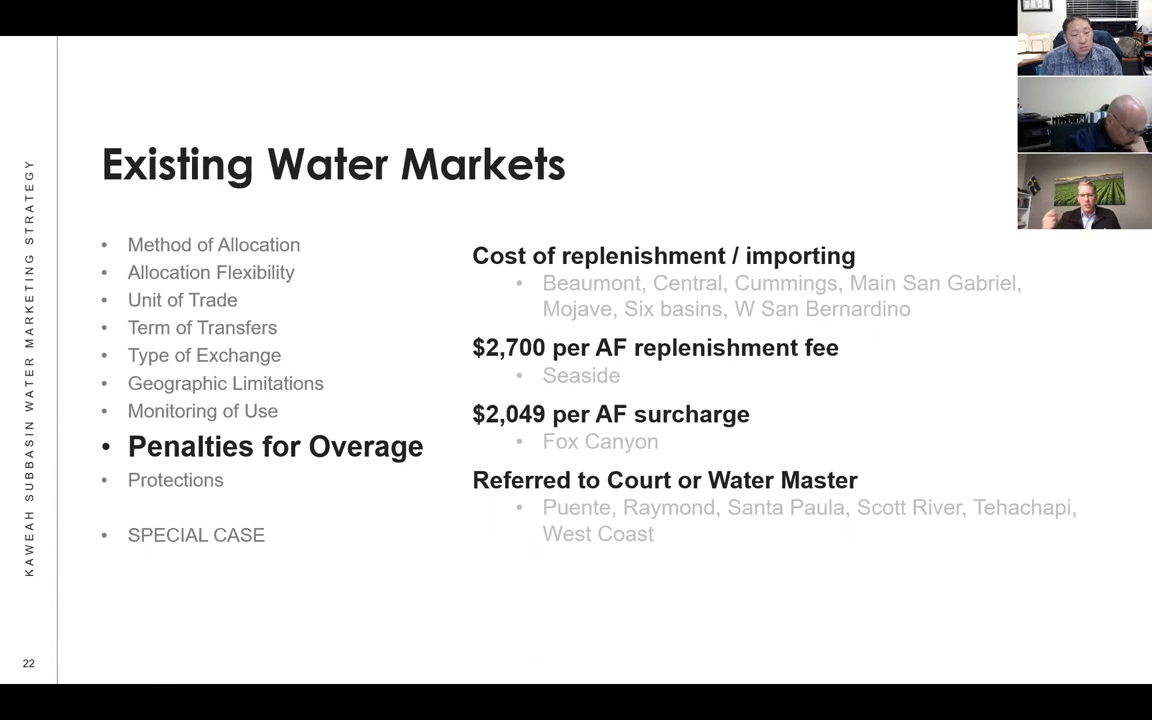 KAWEAH SUBBASIN WATER MARKETING STRATEGY
Existing Water Markets
• Method of Allocation
• Allocation Flexibility
• Unit of Trade
• Term of Transfers
• Type of Exchange
• Geographic Limitations
• Monitoring of Use
• Penalties for Overage
• Protections
• SPECIAL CASE
Cost of replenishment / importing
• Beaumont, Central, Cummings, Main San Gabriel,
Mojave, Six basins, W San Bernardino
$2,700 per AF replenishment fee
• Seaside
$2,049 per AF surcharge
• Fox Canyon
Referred to Court or Water Master
• Puente, Raymond, Santa Paula, Scott River, Tehachapi,
West Coast
22